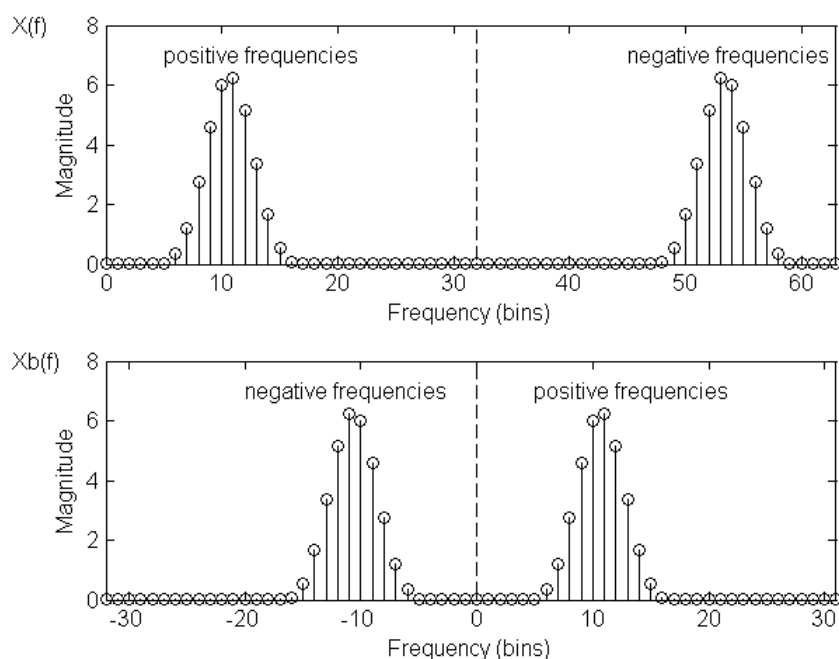 X(f)
8
6
4
2
0
Magnitude
positive frequencies
negative frequencies
0 10 20 30 40 50 60
Frequency (bins)
Xb(f)
8
6
4
2
0
Magnitude
negative frequencies
positive frequencies
-30 -20 -10 0 10 20 30
Frequency (bins)